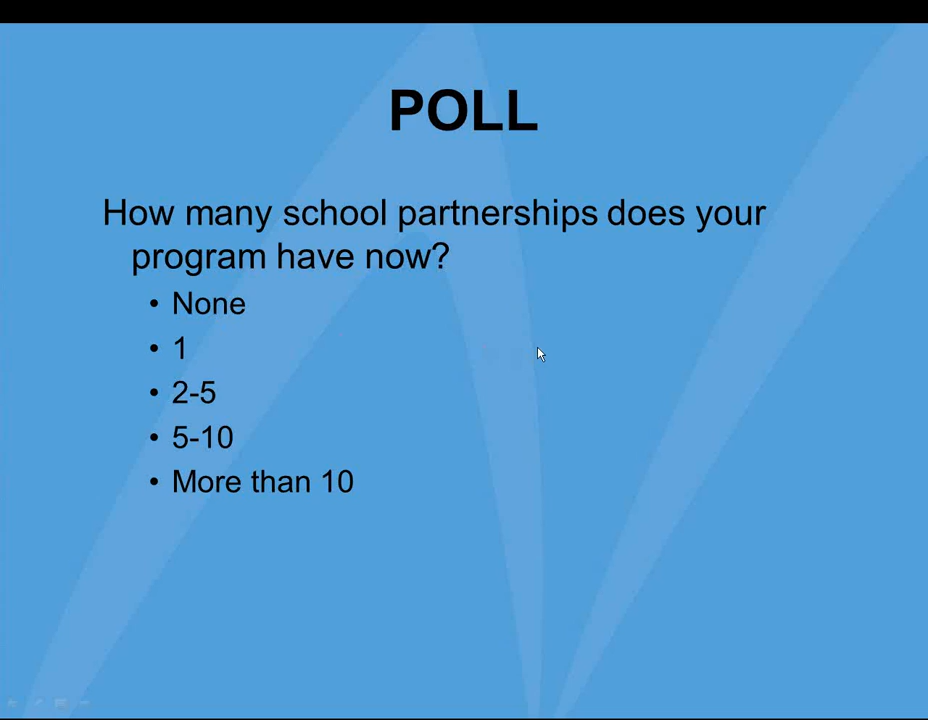 POLL
How many school partnerships does your
program have now?
• None
• 1
• 2-5
• 5-10
• More than 10